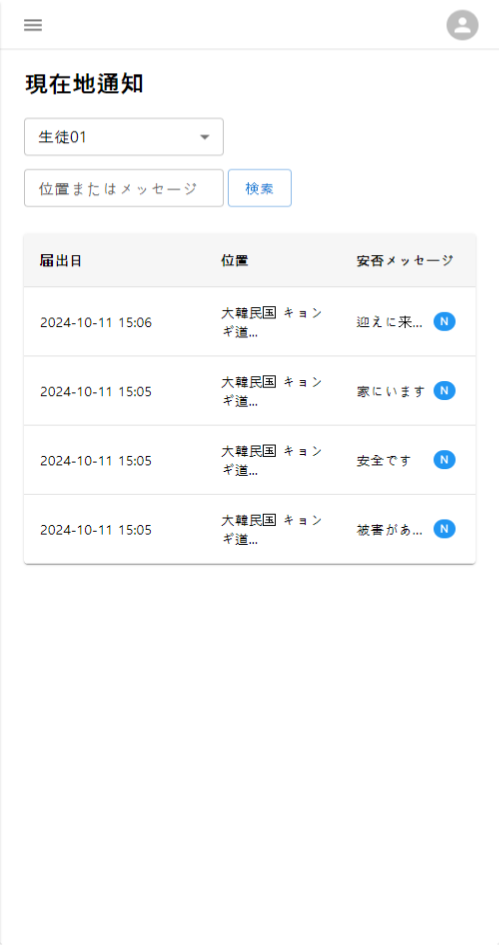 現在地通知
生徒01
位置またはメッセージ 検索
届出日 位置 安否メッセージ
2024-10-11 15:06 大韓民国 キョン
ギ道... 迎えに来... N
2024-10-11 15:05 大韓民国 キョン
ギ道... 家にいます N
2024-10-11 15:05 大韓民国 キョン
ギ道... 安全です N
2024-10-11 15:05 大韓民国 キョン
ギ道... 被害があ... N